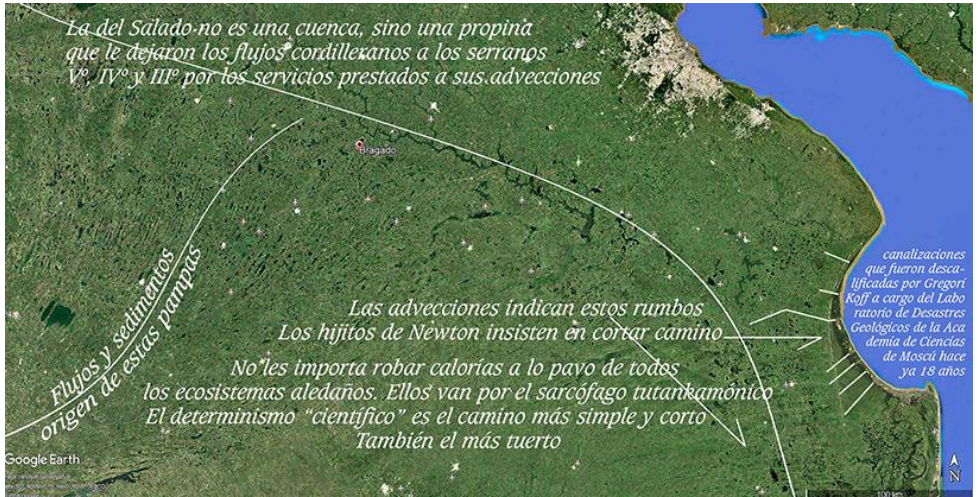 La del Salado no es una cuenca, sino una propina
que le dejaron los flujos cordilleranos a los serranos
Vº, IVº y IIIº por los servicios prestados a sus advecciones
Bragado
Flujos y sedimentos
origen de estas pampas
canalizaciones
que fueron desca-
lificadas por Gregori
Koff a cargo del Labo
ratorio de Desastres
Geológicos de la Aca
demia de Ciencias
de Moscú hace
ya 18 años
Las advecciones indican estos rumbos
Los hijitos de Newton insisten en cortar camino
No les importa robar calorías a lo pavo de todos
los ecosistemas aledaños. Ellos van por el sarcófago tutankamónico
El determinismo "científico" es el camino más simple y corto
También el más tuerto
Google Earth
N
100 km